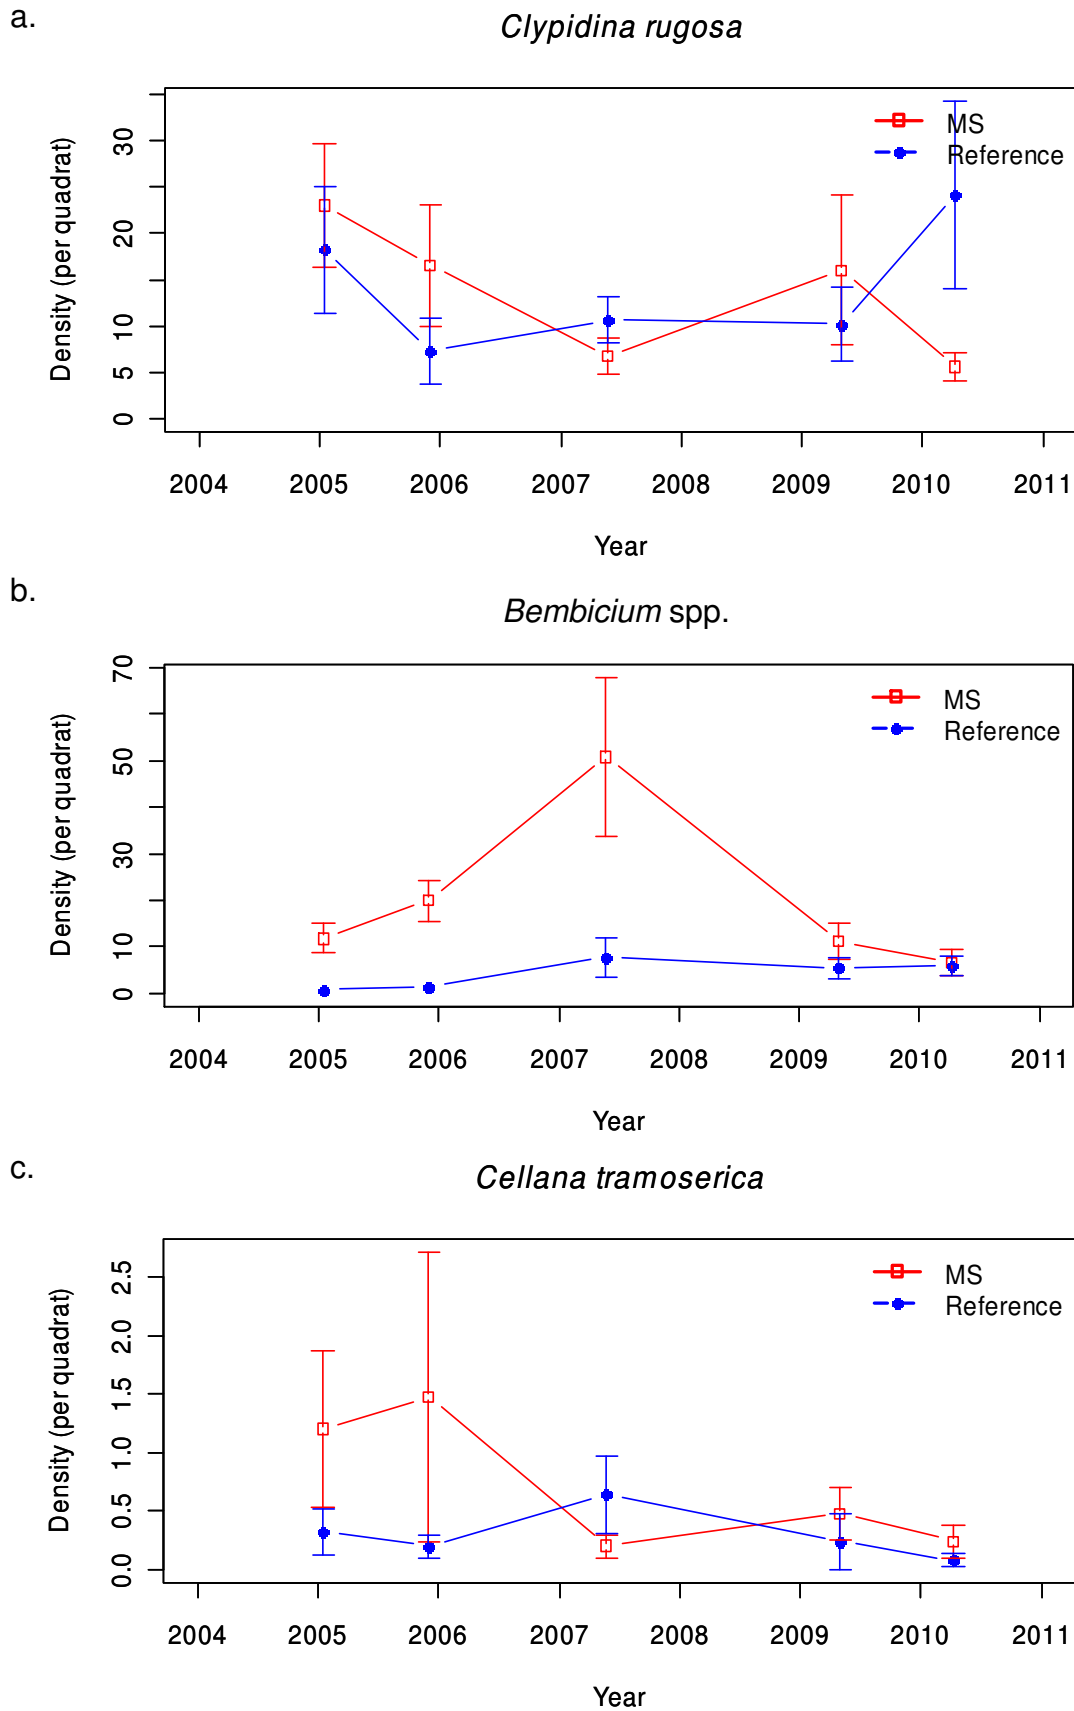 a.
Clypidina rugosa
Density (per quadrat)
30
20
10
5
0
MS
Reference
2004 2005 2006 2007 2008 2009 2010 2011
Year
b.
Bembicium spp.
Density (per quadrat)
70
50
30
10
0
MS
Reference
2004 2005 2006 2007 2008 2009 2010 2011
Year
c.
Cellana tramoserica
Density (per quadrat)
2.5
2.0
1.5
1.0
0.5
0.0
MS
Reference
2004 2005 2006 2007 2008 2009 2010 2011
Year